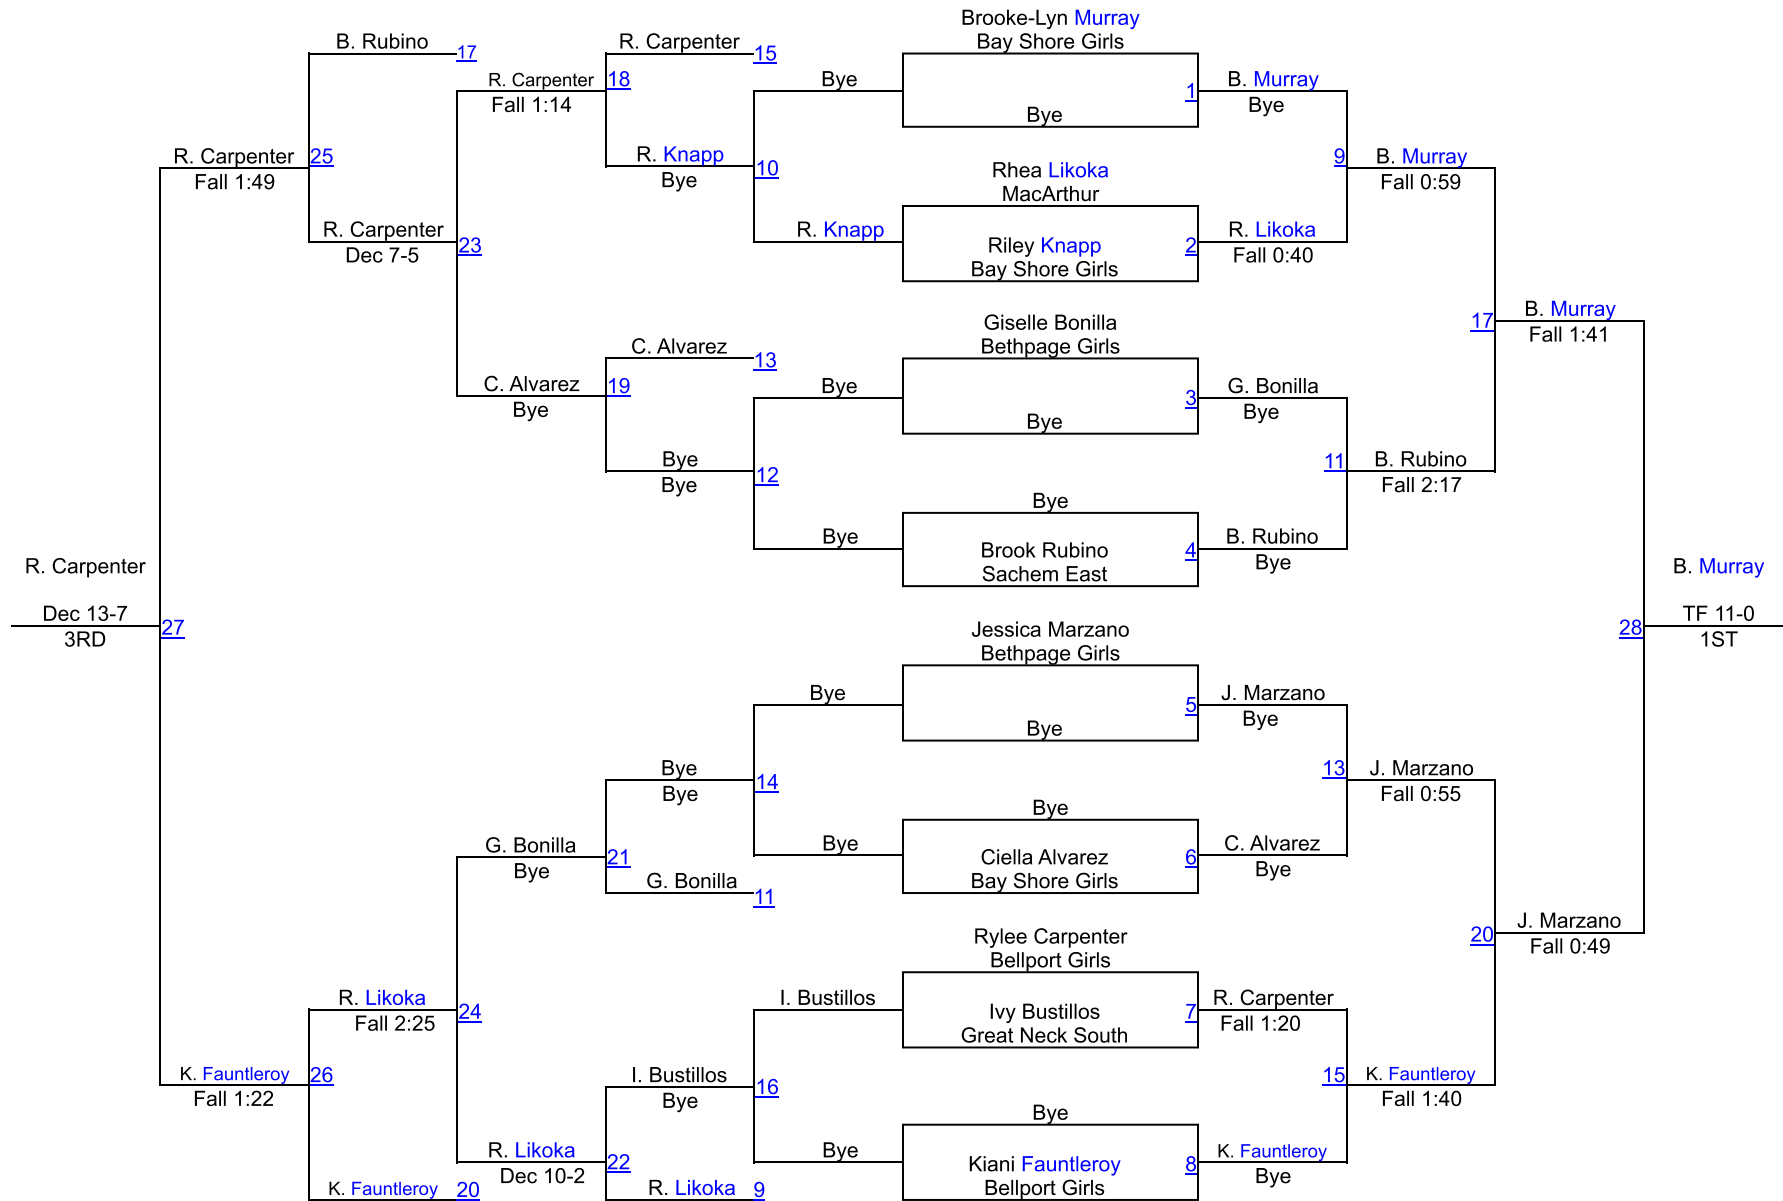 Brooke-Lyn Murray
B. Rubino
R. Carpenter
Bay Shore Girls
17
15
R. Carpenter
18
Bye
B. Murray
Fall 1:14
1
Bye
Bye
R. Carpenter
25
R. Knapp
9
B. Murray
Fall 1:49
Bye
10
Rhea Likoka
Fall 0:59
MacArthur
R. Carpenter
23
R. Knapp
Riley Knapp
2
R. Likoka
Dec 7-5
Bay Shore Girls
Fall 0:40
Giselle Bonilla
17
B. Murray
Bethpage Girls
Fall 1:41
C. Alvarez
13
C. Alvarez
19
Bye
3
G. Bonilla
Bye
Bye
Bye
Bye
11
B. Rubino
Bye
12
Fall 2:17
Bye
Bye
Brook Rubino
4
B. Rubino
Sachem East
Bye
R. Carpenter
B. Murray
Dec 13-7
27
28
TF 11-0
3RD
1ST
Jessica Marzano
Bethpage Girls
Bye
5
J. Marzano
Bye
Bye
Bye
14
13
J. Marzano
Bye
Fall 0:55
Bye
G. Bonilla
21
Bye
Ciella Alvarez
6
C. Alvarez
Bye
G. Bonilla
11
Bay Shore Girls
Bye
Rylee Carpenter
20
J. Marzano
Bellport Girls
Fall 0:49
R. Likoka
24
I. Bustillos
Ivy Bustillos
7
R. Carpenter
Fall 2:25
Great Neck South
Fall 1:20
K. Fauntleroy
26
I. Bustillos
16
15
K. Fauntleroy
Fall 1:22
Bye
Fall 1:40
Bye
R. Likoka
22
Bye
Kiani Fauntleroy
8
K. Fauntleroy
Dec 10-2
Bye
K. Fauntleroy
20
R. Likoka
9
Bellport Girls